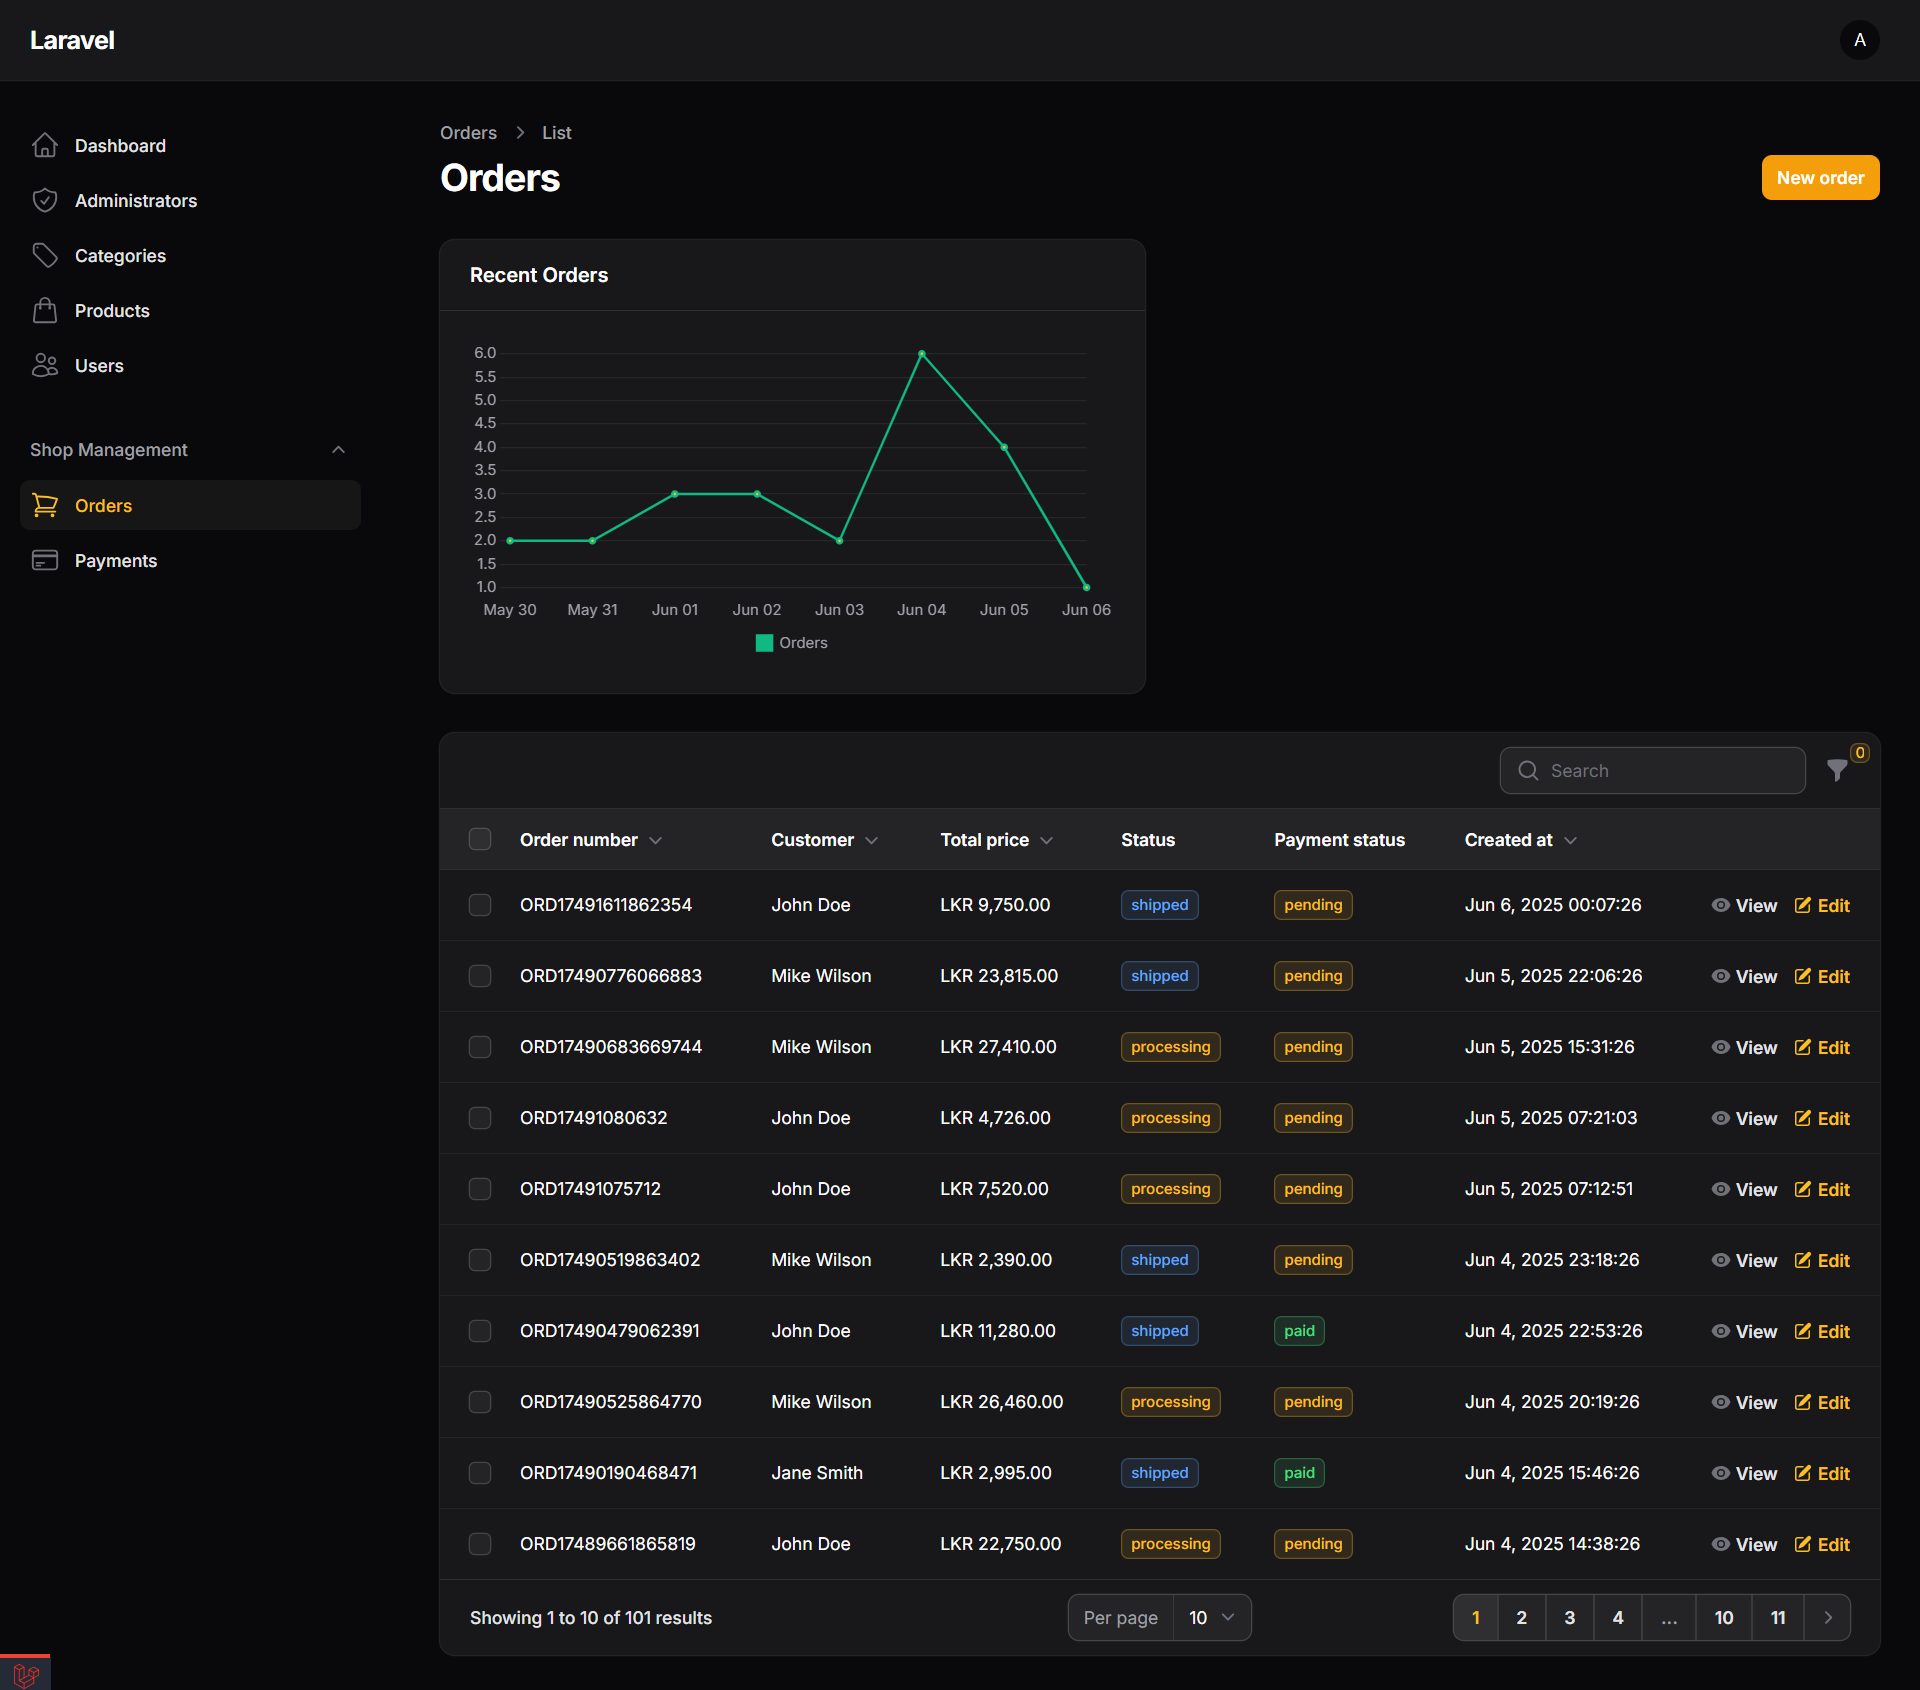 Laravel
A
Dashboard
Administrators
Categories
Products
Users
Shop Management
Orders
Payments
Orders > List
Orders
New order
Recent Orders
6.0
5.5
5.0
4.5
4.0
3.5
3.0
2.5
2.0
1.5
1.0
May 30 May 31 Jun 01 Jun 02 Jun 03 Jun 04 Jun 05 Jun 06
Orders
Search
0
Order number Customer Total price Status Payment status Created at
ORD17491611862354 John Doe LKR 9,750.00 shipped pending Jun 6, 2025 00:07:26 View Edit
ORD17490776066883 Mike Wilson LKR 23,815.00 shipped pending Jun 5, 2025 22:06:26 View Edit
ORD17490683669744 Mike Wilson LKR 27,410.00 processing pending Jun 5, 2025 15:31:26 View Edit
ORD17491080632 John Doe LKR 4,726.00 processing pending Jun 5, 2025 07:21:03 View Edit
ORD17491075712 John Doe LKR 7,520.00 processing pending Jun 5, 2025 07:12:51 View Edit
ORD17490519863402 Mike Wilson LKR 2,390.00 shipped pending Jun 4, 2025 23:18:26 View Edit
ORD17490479062391 John Doe LKR 11,280.00 shipped paid Jun 4, 2025 22:53:26 View Edit
ORD17490525864770 Mike Wilson LKR 26,460.00 processing pending Jun 4, 2025 20:19:26 View Edit
ORD17490190468471 Jane Smith LKR 2,995.00 shipped paid Jun 4, 2025 15:46:26 View Edit
ORD17489661865819 John Doe LKR 22,750.00 processing pending Jun 4, 2025 14:38:26 View Edit
Showing 1 to 10 of 101 results Per page 10 1 2 3 4 ... 10 11